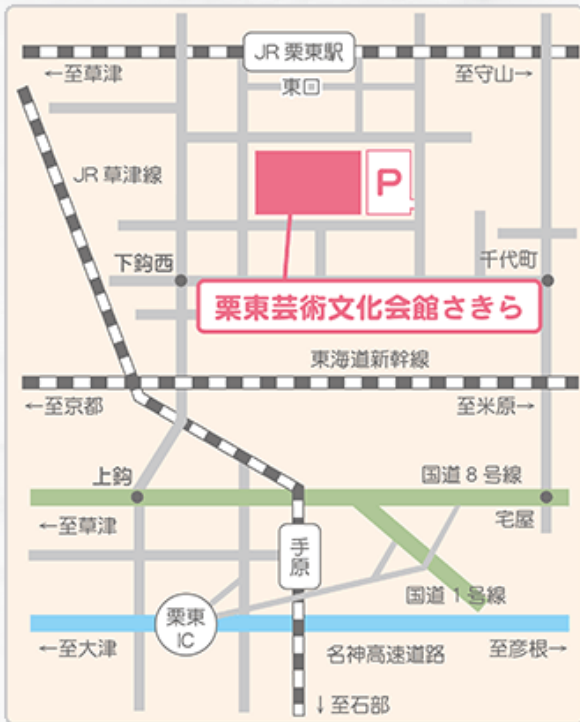 JR 栗東駅
←至草津
至守山→
東口
JR 草津線
P
下鈎西
千代町
栗東芸術文化会館さきら
東海道新幹線
←至京都
至米原→
上鈎
国道 8 号線
←至草津
宅屋
手原
国道 1 号線
栗東
IC
←至大津
名神高速道路
至彦根→
↓至石部